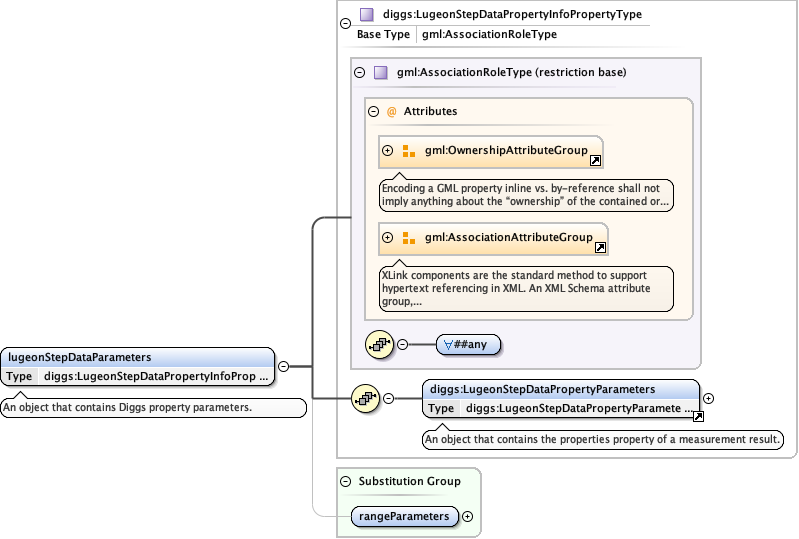 diggs:LugeonStepDataPropertyInfoPropertyType
Base Type gml:AssociationRoleType
gml:AssociationRoleType (restriction base)
@ Attributes
gml:OwnershipAttributeGroup
Encoding a GML property inline vs. by-reference shall not
imply anything about the “ownership” of the contained or...
gml:AssociationAttributeGroup
XLink components are the standard method to support
hypertext referencing in XML. An XML Schema attribute
group,...
∀##any
lugeonStepDataParameters
Type diggs:LugeonStepDataPropertyInfoProp ...
An object that contains Diggs property parameters.
diggs:LugeonStepDataPropertyParameters
Type diggs:LugeonStepDataPropertyParamete ...
An object that contains the properties property of a measurement result.
Substitution Group
rangeParameters